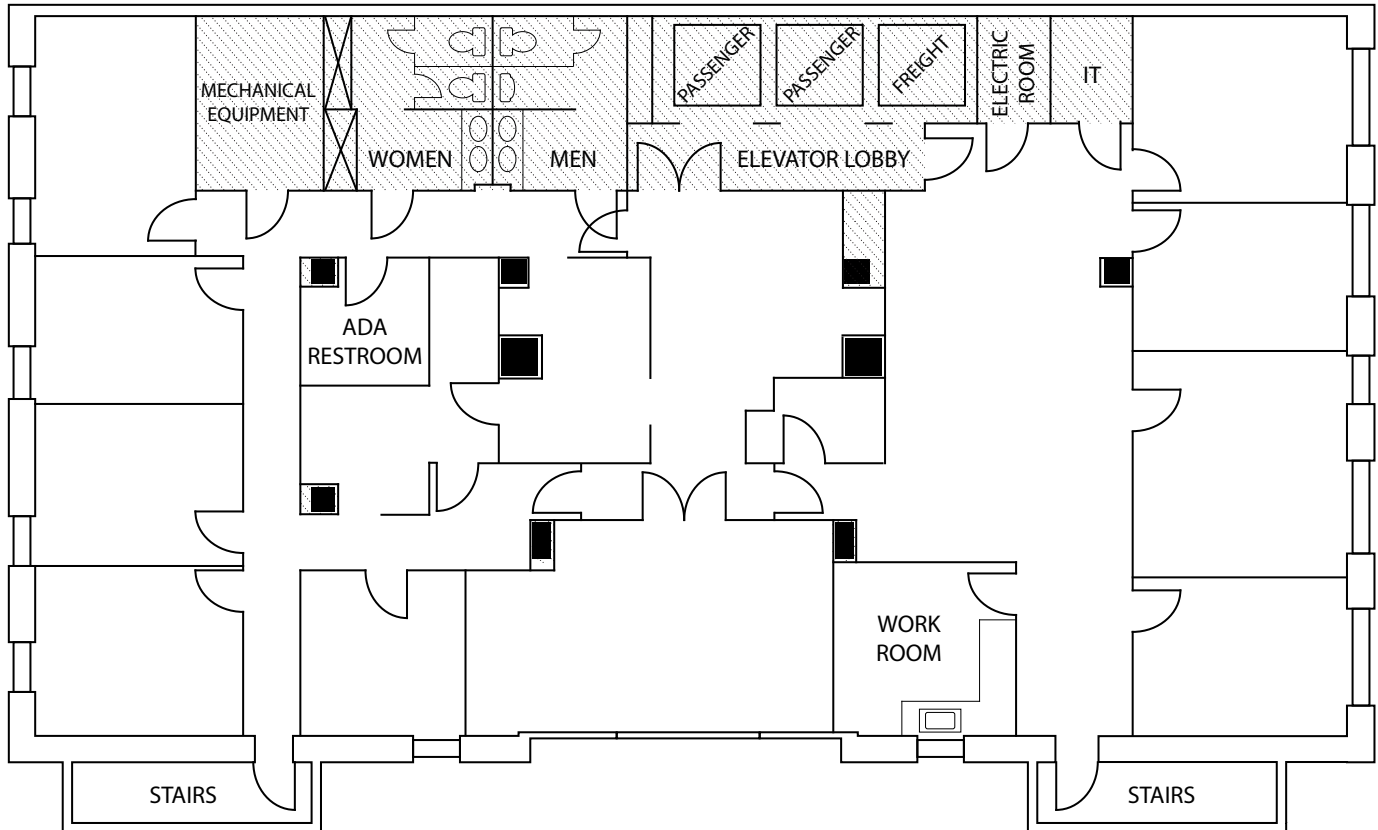 PASSENGER
PASSENGER
FREIGHT
ELECTRIC
ROOM
IT
MECHANICAL
EQUIPMENT
WOMEN
MEN
ELEVATOR LOBBY
ADA
RESTROOM
WORK
ROOM
STAIRS
STAIRS